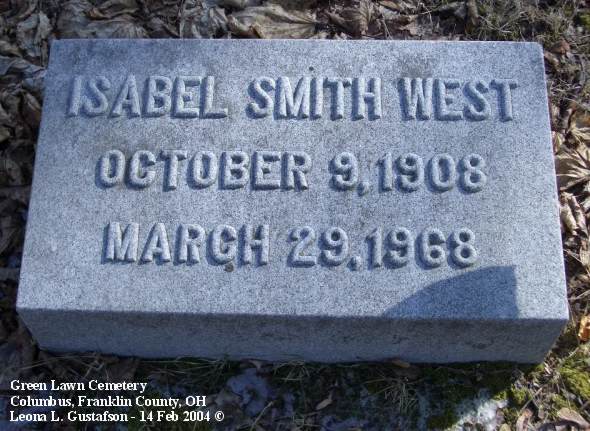 ISABEL SMITH WEST
OCTOBER 9, 1908
MARCH 29, 1968
Green Lawn Cemetery
Columbus, Franklin County, OH
Leona L. Gustafson - 14 Feb 2004 ©